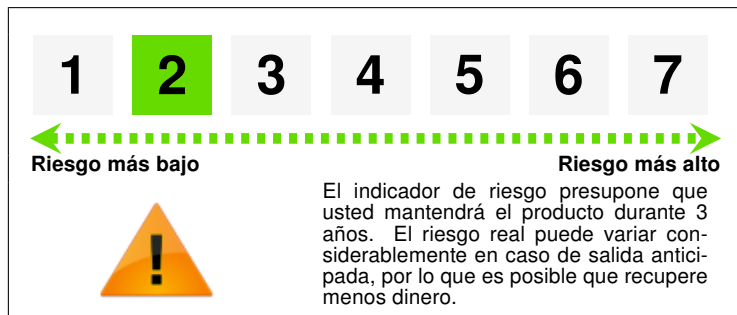 1 2 3 4 5 6 7
Riesgo más bajo Riesgo más alto
El indicador de riesgo presupone que
usted mantendrá el producto durante 3
años. El riesgo real puede variar con-
siderablemente en caso de salida antici-
pada, por lo que es posible que recupere
menos dinero.